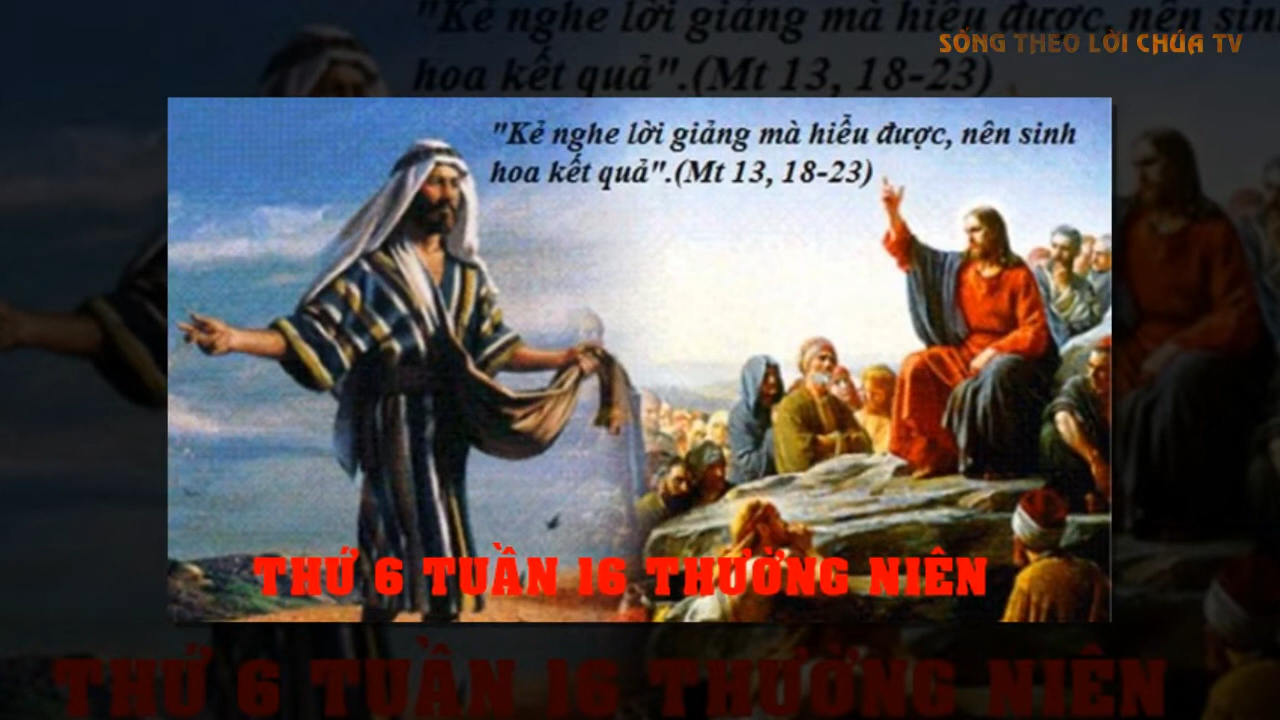 "Kẻ nghe lời giảng mà hiểu được, nên sinh
hoa kết quả".(Mt 13, 18-23)
SỐNG THEO LỜI CHÚA TV
"Kẻ nghe lời giảng mà hiểu được, nên sinh
hoa kết quả".(Mt 13, 18-23)
THỨ 6 TUẦN 16 THƯỜNG NIÊN
THỨ 6 TUẦN 16 THƯỜNG NIÊN